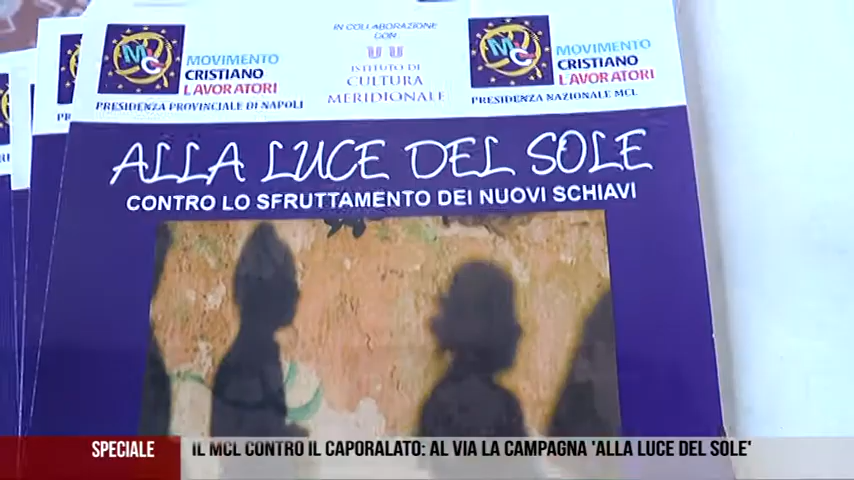 MCL
MOVIMENTO
CRISTIANO
LAVORATORI
PRESIDENZA PROVINCIALE DI NAPOLI
IN COLLABORAZIONE
CON
ISTITUTO DI
CULTURA
MERIDIONALE
MCL
MOVIMENTO
CRISTIANO
LAVORATORI
PRESIDENZA NAZIONALE MCL
ALLA LUCE DEL SOLE
CONTRO LO SFRUTTAMENTO DEI NUOVI SCHIAVI
SPECIALE
IL MCL CONTRO IL CAPORALATO: AL VIA LA CAMPAGNA 'ALLA LUCE DEL SOLE'